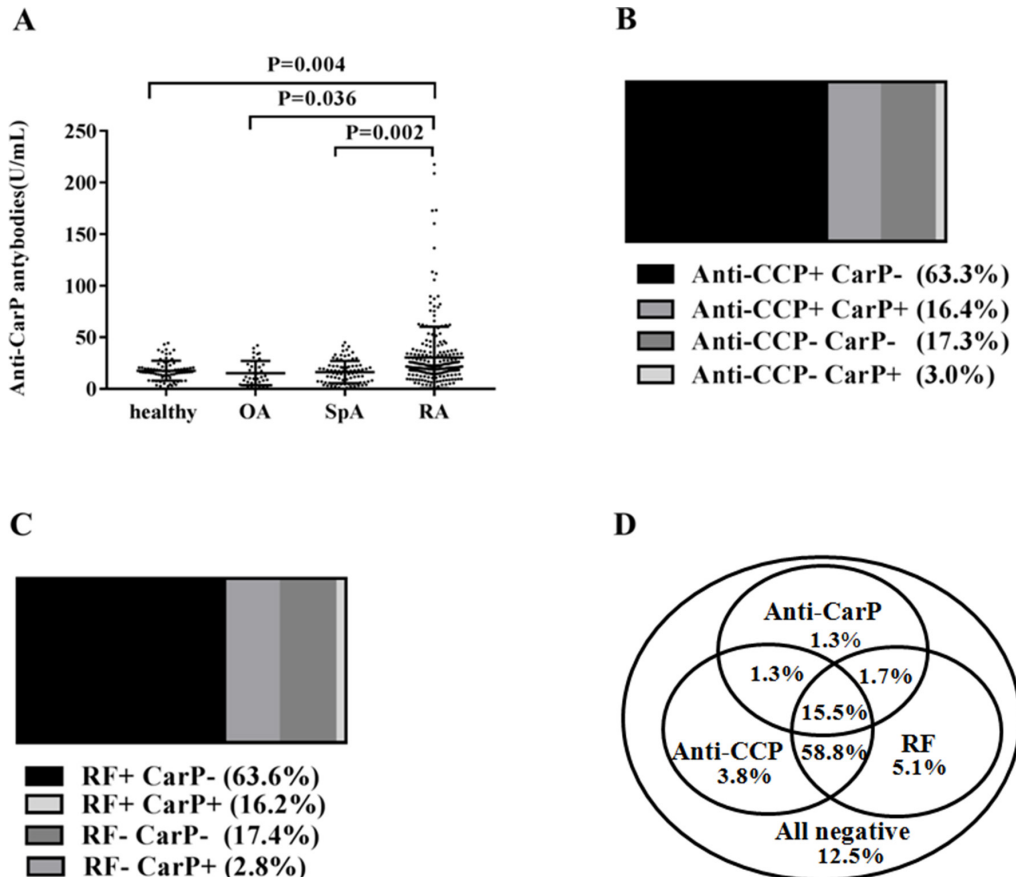 A
P=0.004
P=0.036
P=0.002
Anti-CarP antybodies(U/mL)
250
200
150
100
50
0
healthy OA SpA RA
B
Anti-CCP+ CarP- (63.3%)
Anti-CCP+ CarP+ (16.4%)
Anti-CCP- CarP- (17.3%)
Anti-CCP- CarP+ (3.0%)
C
RF+ CarP- (63.6%)
RF+ CarP+ (16.2%)
RF- CarP- (17.4%)
RF- CarP+ (2.8%)
D
Anti-CarP
1.3%
1.3% 1.7%
15.5%
Anti-CCP 58.8% RF
3.8% 5.1%
All negative
12.5%